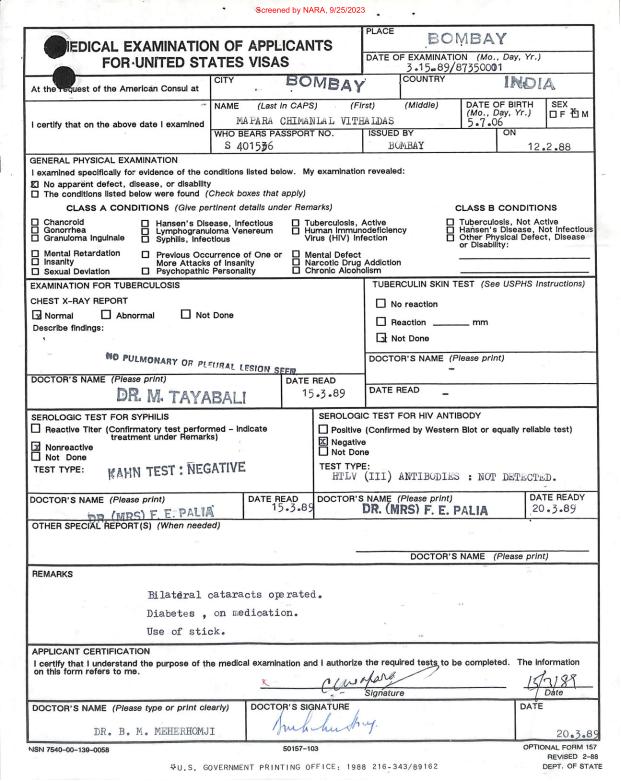 Screened by NARA, 9/25/2023
MEDICAL EXAMINATION OF APPLICANTS
FOR UNITED STATES VISAS
PLACE
BOMBAY
DATE OF EXAMINATION (Mo., Day, Yr.)
3.15.89/87350001
At the request of the American Consul at
CITY
BOMBAY
COUNTRY
INDIA
I certify that on the above date I examined
NAME (Last in CAPS) (First) (Middle)
MAPARA CHIMANLAL VITHALDAS
DATE OF BIRTH
(Mo., Day, Yr.)
5.7.06
SEX
F M
WHO BEARS PASSPORT NO.
S 401536
ISSUED BY
BOMBAY
ON
12.2.88
GENERAL PHYSICAL EXAMINATION
I examined specifically for evidence of the conditions listed below. My examination revealed:
No apparent defect, disease, or disability
The conditions listed below were found (Check boxes that apply)
CLASS A CONDITIONS (Give pertinent details under Remarks)
Chancroid
Gonorrhea
Granuloma Inguinale
Mental Retardation
Insanity
Sexual Deviation
Hansen's Disease, Infectious
Lymphogranuloma Venereum
Syphilis, Infectious
Previous Occurrence of One or
More Attacks of Insanity
Psychopathic Personality
Tuberculosis, Active
Human Immunodeficiency
Virus (HIV) Infection
Mental Defect
Narcotic Drug Addiction
Chronic Alcoholism
CLASS B CONDITIONS
Tuberculosis, Not Active
Hansen's Disease, Not Infectious
Other Physical Defect, Disease
or Disability:
EXAMINATION FOR TUBERCULOSIS
CHEST X-RAY REPORT
Normal Abnormal Not Done
Describe findings:
NO PULMONARY OR PLEURAL LESION SEEN
DOCTOR'S NAME (Please print)
DR. M. TAYABALI
DATE READ
15.3.89
TUBERCULIN SKIN TEST (See USPHS Instructions)
No reaction
Reaction mm
Not Done
DOCTOR'S NAME (Please print)
–
DATE READ –
SEROLOGIC TEST FOR SYPHILIS
Reactive Titer (Confirmatory test performed – Indicate
treatment under Remarks)
Nonreactive
Not Done
TEST TYPE: KAHN TEST : NEGATIVE
DOCTOR'S NAME (Please print)
DR. (MRS) F. E. PALIA
DATE READ
15.3.89
SEROLOGIC TEST FOR HIV ANTIBODY
Positive (Confirmed by Western Blot or equally reliable test)
Negative
Not Done
TEST TYPE:
HTLV (III) ANTIBODIES : NOT DETECTED.
DOCTOR'S NAME (Please print)
DR. (MRS) F. E. PALIA
DATE READY
20.3.89
OTHER SPECIAL REPORT(S) (When needed)
DOCTOR'S NAME (Please print)
REMARKS
Bilateral cataracts operated.
Diabetes , on medication.
Use of stick.
APPLICANT CERTIFICATION
I certify that I understand the purpose of the medical examination and I authorize the required tests to be completed. The information
on this form refers to me.
x
Signature
15/3/89
Date
DOCTOR'S NAME (Please type or print clearly)
DR. B. M. MEHERHOMJI
DOCTOR'S SIGNATURE
DATE
20.3.89
NSN 7540-00-139-0058
50157-103
OPTIONAL FORM 157
REVISED 2-88
DEPT. OF STATE
U.S. GOVERNMENT PRINTING OFFICE: 1988 216-343/89162